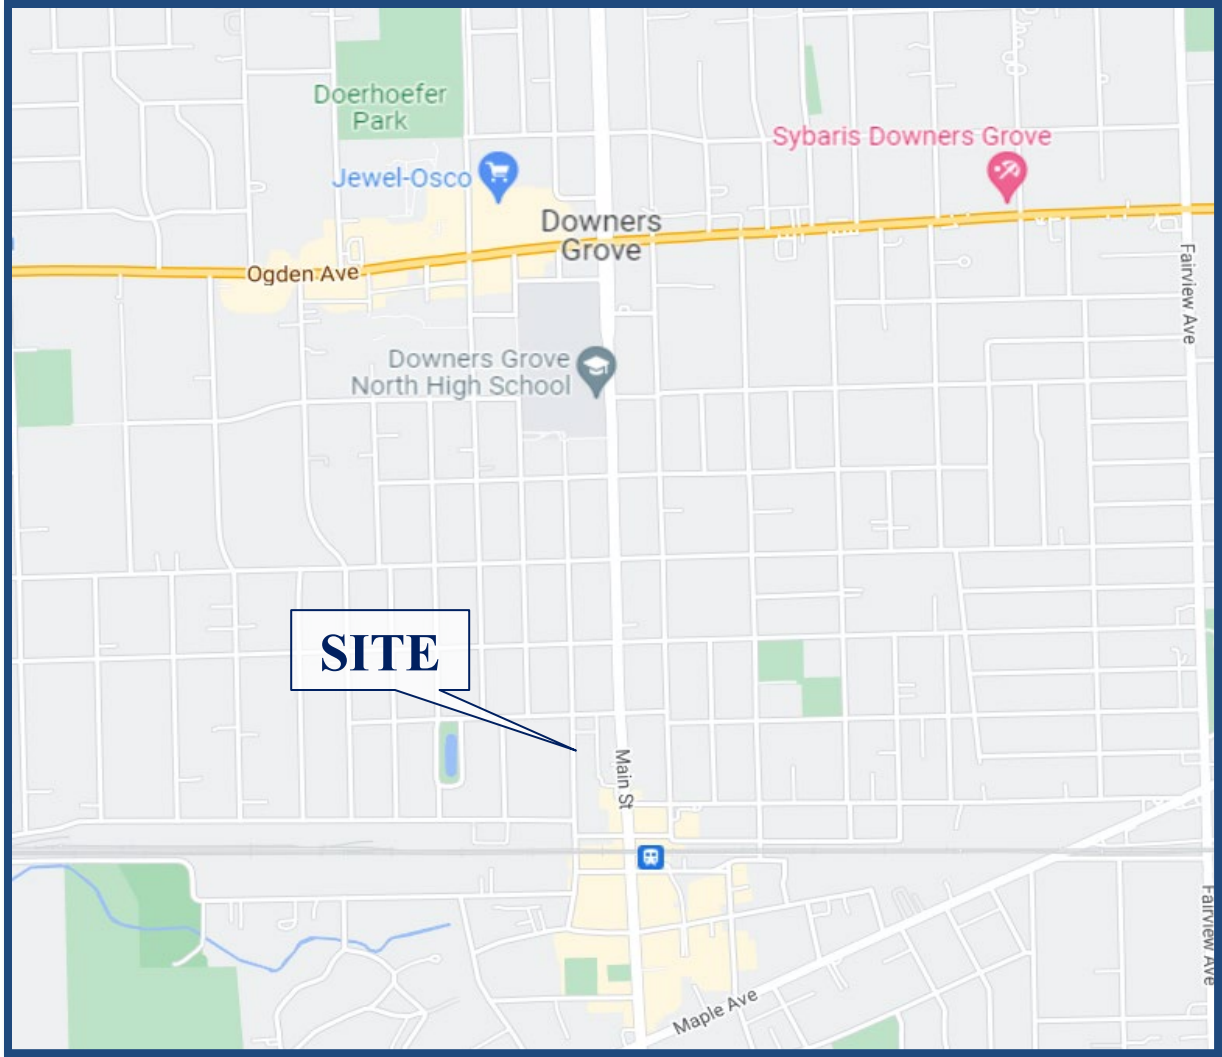 Doerhoefer
Park
Sybaris Downers Grove
Jewel-Osco
Downers
Grove
Ogden Ave
Fairview Ave
Downers Grove
North High School
SITE
Main St
Fairview Ave
Maple Ave